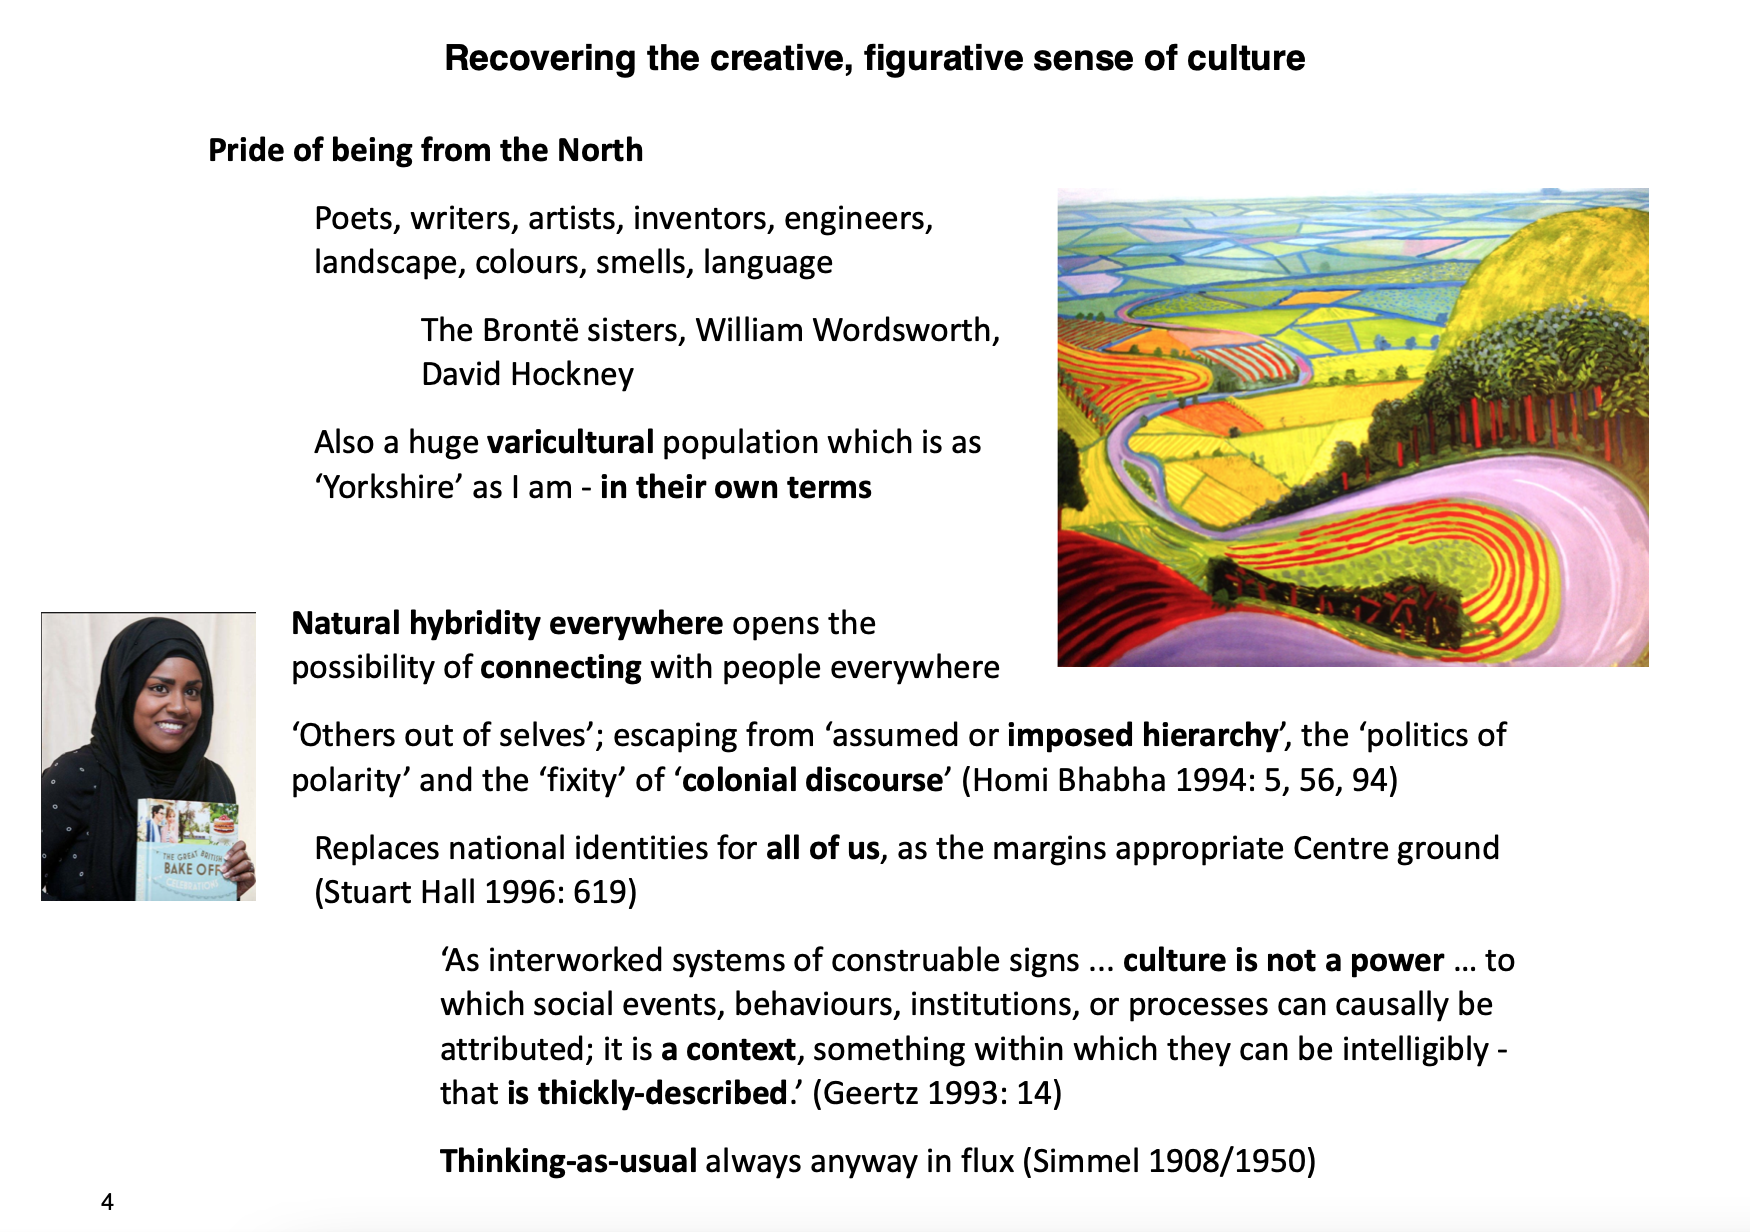 Recovering the creative, figurative sense of culture
Pride of being from the North
Poets, writers, artists, inventors, engineers,
landscape, colours, smells, language
The Brontë sisters, William Wordsworth,
David Hockney
Also a huge varicultural population which is as
‘Yorkshire’ as I am - in their own terms
Natural hybridity everywhere opens the
possibility of connecting with people everywhere
‘Others out of selves’; escaping from ‘assumed or imposed hierarchy’, the ‘politics of
polarity’ and the ‘fixity’ of ‘colonial discourse’ (Homi Bhabha 1994: 5, 56, 94)
THE GREAT BRITISH
BAKE OFF
CELEBRATIONS
Replaces national identities for all of us, as the margins appropriate Centre ground
(Stuart Hall 1996: 619)
‘As interworked systems of construable signs ... culture is not a power … to
which social events, behaviours, institutions, or processes can causally be
attributed; it is a context, something within which they can be intelligibly -
that is thickly-described.’ (Geertz 1993: 14)
Thinking-as-usual always anyway in flux (Simmel 1908/1950)
4